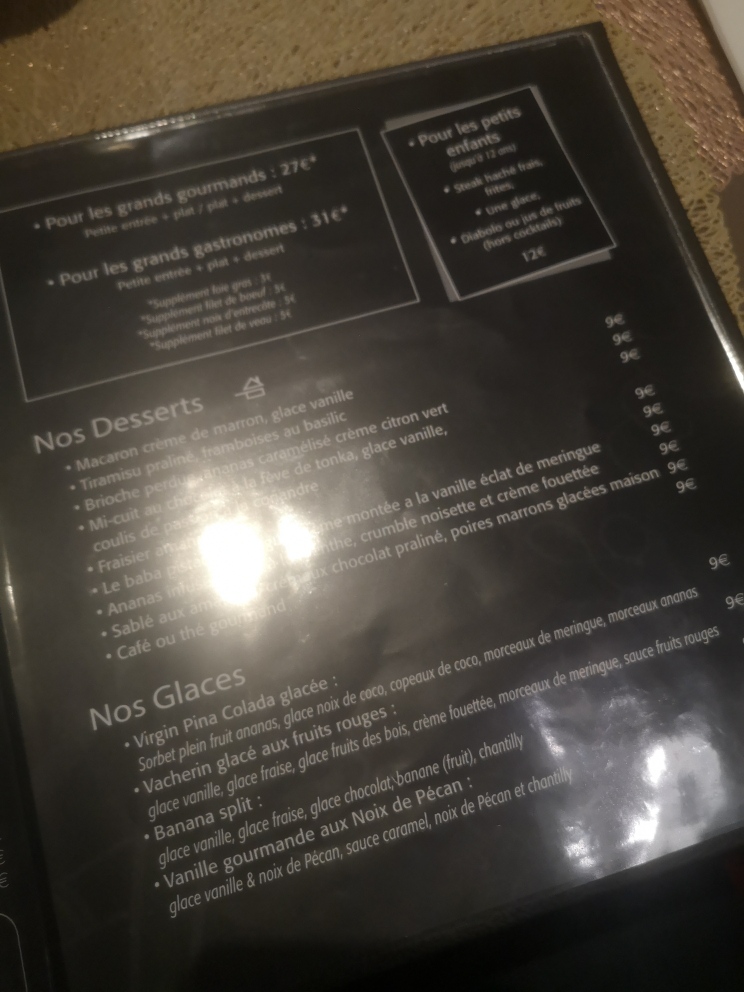 • Pour les grands gourmands : 27€*
Petite entrée + plat / plat + dessert
• Pour les grands gastronomes : 31€*
Petite entrée + plat + dessert
*Supplément foie gras : 3€
*Supplément filet de boeuf : 5€
*Supplément noix d'entrecôte : 5€
*Supplément filet de veau : 5€
• Pour les petits
enfants
(jusqu'à 12 ans)
• Steak haché frais,
frites,
• Une glace,
• Diabolo ou jus de fruits
(hors cocktails)
12€
Nos Desserts
• Macaron crème de marron, glace vanille 9€
• Tiramisu praliné, framboises au basilic 9€
• Brioche perdue, ananas caramélisé crème citron vert 9€
• Mi-cuit au à la fève de tonka, glace vanille, 9€
coulis de
• Fraisier montée a la vanille éclat de meringue 9€
• Le baba crumble noisette et crème fouettée 9€
• Ananas 9€
• Sablé aux chocolat praliné, poires marrons glacées maison 9€
• Café ou thé gourmand 9€
Nos Glaces
• Virgin Pina Colada glacée : 9€
Sorbet plein fruit ananas, glace noix de coco, copeaux de coco, morceaux de meringue, morceaux ananas
• Vacherin glacé aux fruits rouges : 9€
glace vanille, glace fraise, glace fruits des bois, crème fouettée, morceaux de meringue, sauce fruits rouges
• Banana split :
glace vanille, glace fraise, glace chocolat, banane (fruit), chantilly
• Vanille gourmande aux Noix de Pécan :
glace vanille & noix de Pécan, sauce caramel, noix de Pécan et chantilly